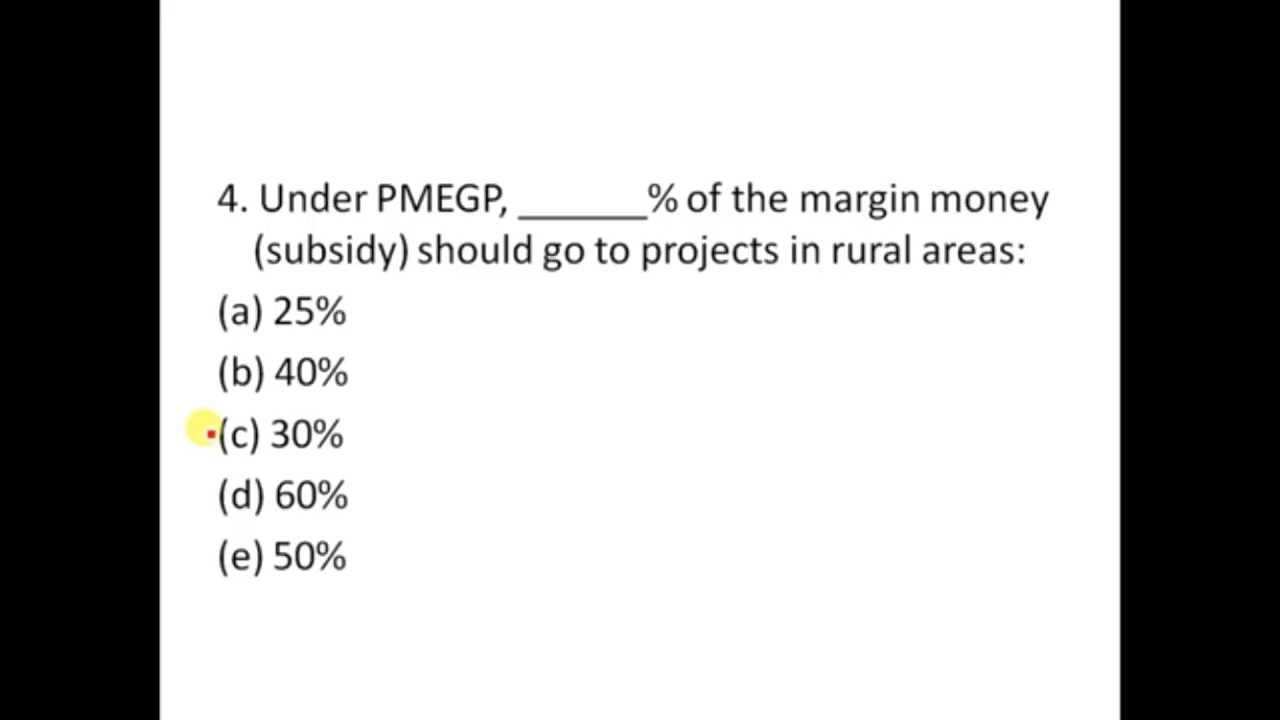 4. Under PMEGP, ______% of the margin money
(subsidy) should go to projects in rural areas:
(a) 25%
(b) 40%
(c) 30%
(d) 60%
(e) 50%